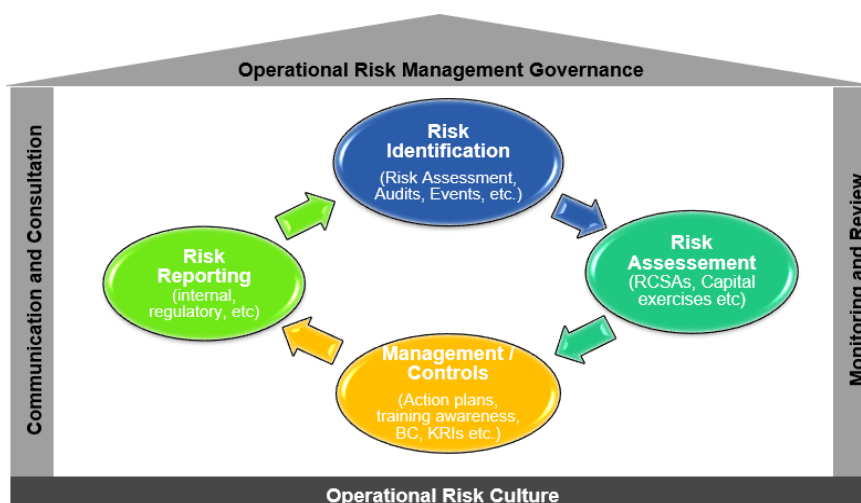 Operational Risk Management Governance
Communication and Consultation
Risk
Identification
(Risk Assessment,
Audits, Events, etc.)
Risk
Reporting
(internal,
regulatory, etc)
Risk
Assessement
(RCSAs, Capital
exercises etc)
Management /
Controls
(Action plans,
training awareness,
BC, KRIs etc.)
Monitoring and Review
Operational Risk Culture